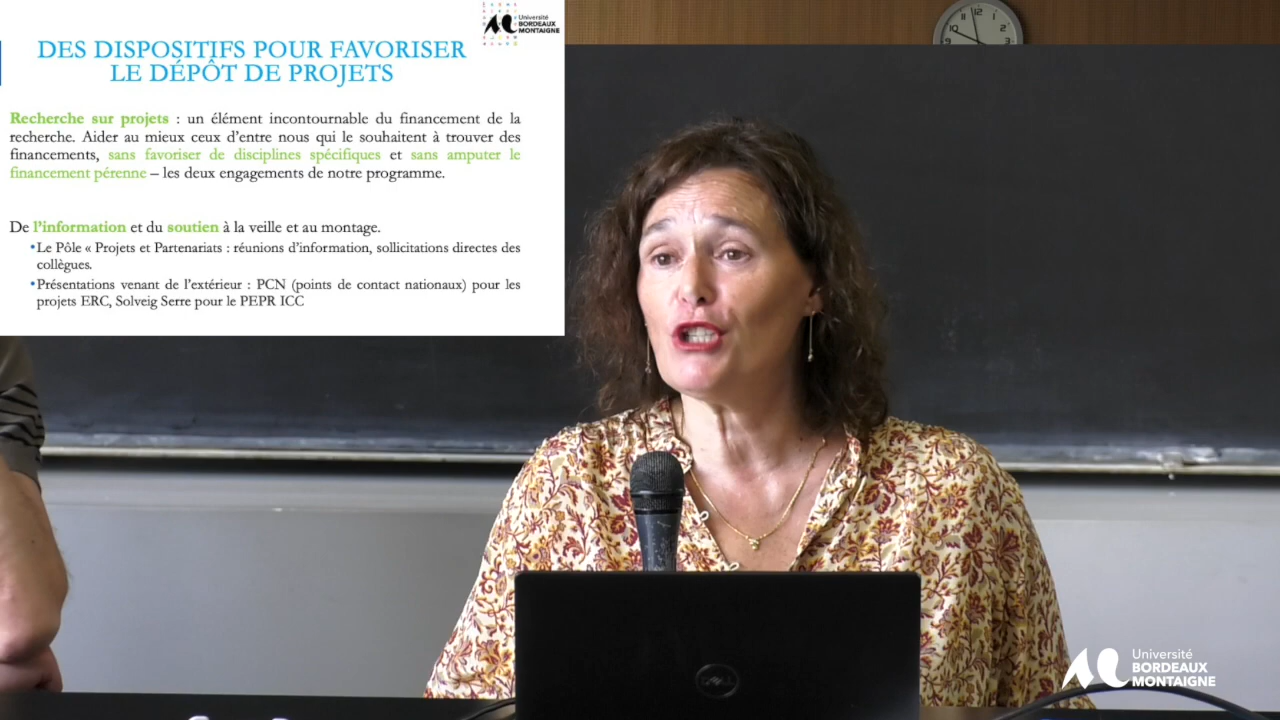 Université
BORDEAUX
MONTAIGNE
DES DISPOSITIFS POUR FAVORISER
LE DÉPÔT DE PROJETS
Recherche sur projets : un élément incontournable du financement de la
recherche. Aider au mieux ceux d'entre nous qui le souhaitent à trouver des
financements, sans favoriser de disciplines spécifiques et sans amputer le
financement pérenne – les deux engagements de notre programme.
De l'information et du soutien à la veille et au montage.
•Le Pôle « Projets et Partenariats : réunions d'information, sollicitations directes des
collègues.
•Présentations venant de l'extérieur : PCN (points de contact nationaux) pour les
projets ERC, Solveig Serre pour le PEPR ICC
DELL
Université
BORDEAUX
MONTAIGNE